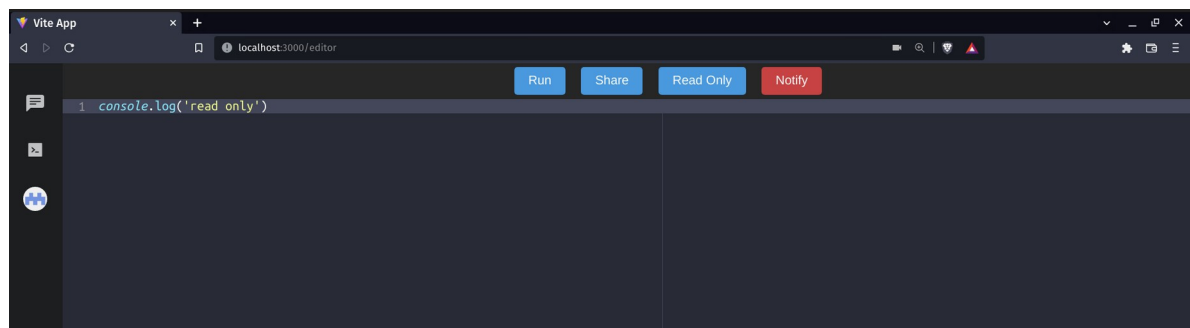 Vite App
localhost:3000/editor
Run Share Read Only Notify
1 console.log('read only')